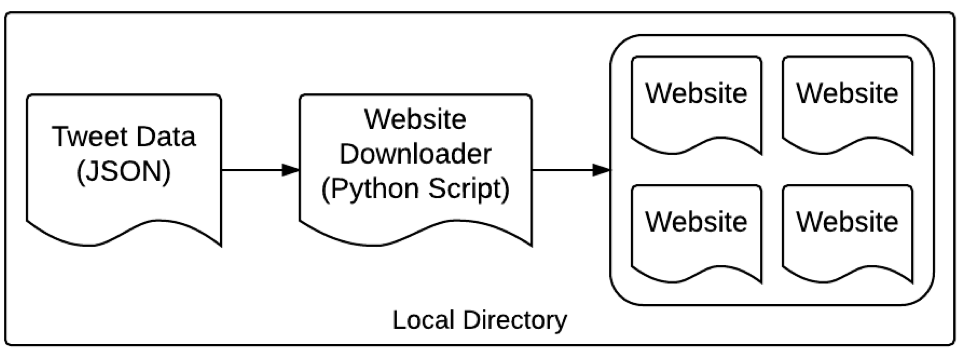 Tweet Data
(JSON)
Website
Downloader
(Python Script)
Website
Website
Website
Website
Local Directory